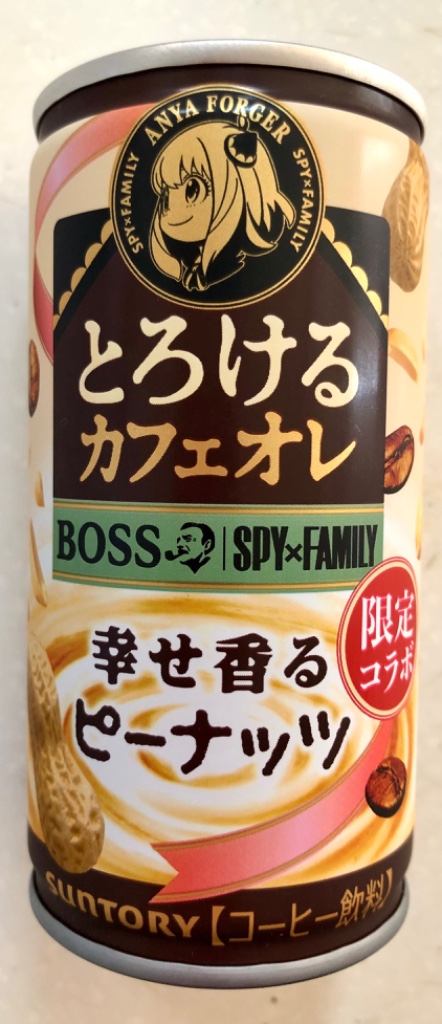 ANYA FORGER
SPY×FAMILY
SPY×FAMILY
とろける
カフェオレ
BOSS SPY×FAMILY
限定
コラボ
幸せ香る
ピーナッツ
SUNTORY【コーヒー飲料】